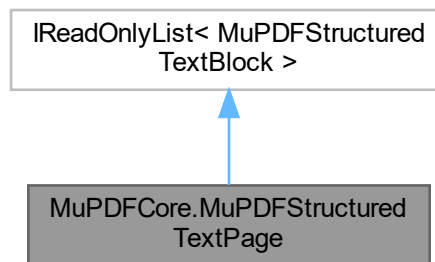 IReadOnlyList< MuPDFStructured
TextBlock >
MuPDFCore.MuPDFStructured
TextPage